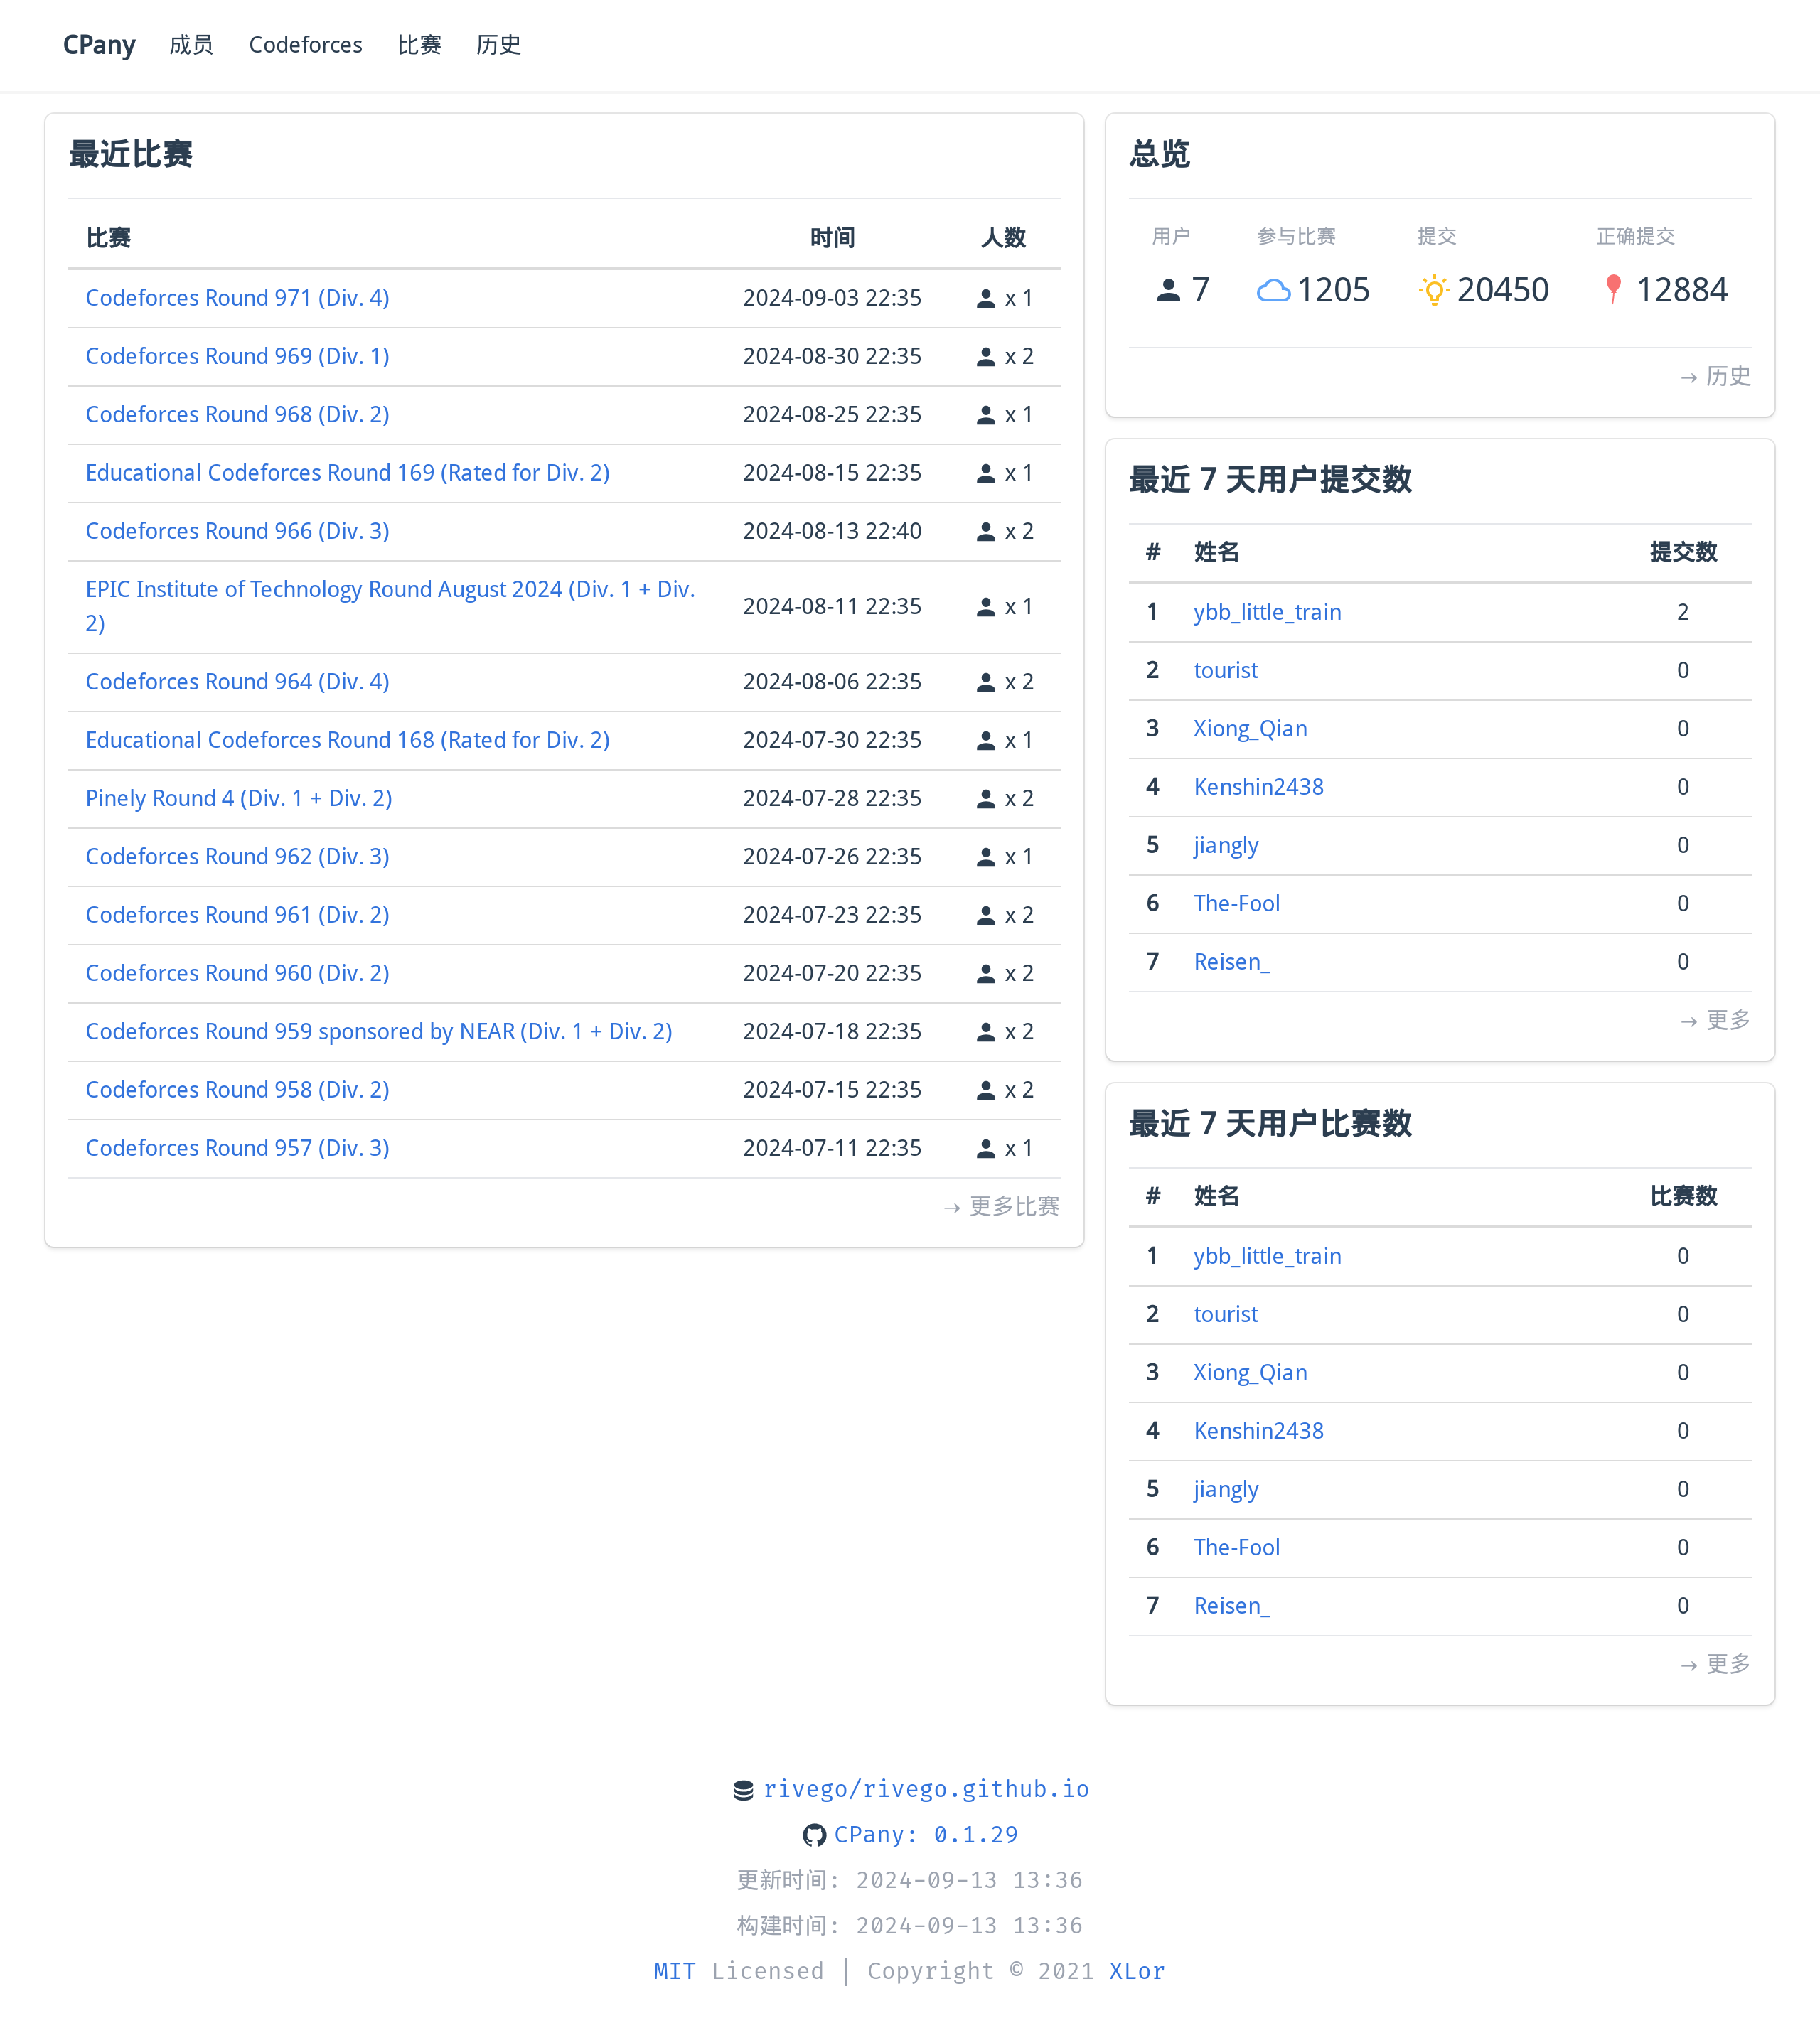 CPany 成员 Codeforces 比赛 历史
最近比赛
比赛 时间 人数
Codeforces Round 971 (Div. 4) 2024-09-03 22:35 x 1
Codeforces Round 969 (Div. 1) 2024-08-30 22:35 x 2
Codeforces Round 968 (Div. 2) 2024-08-25 22:35 x 1
Educational Codeforces Round 169 (Rated for Div. 2) 2024-08-15 22:35 x 1
Codeforces Round 966 (Div. 3) 2024-08-13 22:40 x 2
EPIC Institute of Technology Round August 2024 (Div. 1 + Div.
2) 2024-08-11 22:35 x 1
Codeforces Round 964 (Div. 4) 2024-08-06 22:35 x 2
Educational Codeforces Round 168 (Rated for Div. 2) 2024-07-30 22:35 x 1
Pinely Round 4 (Div. 1 + Div. 2) 2024-07-28 22:35 x 2
Codeforces Round 962 (Div. 3) 2024-07-26 22:35 x 1
Codeforces Round 961 (Div. 2) 2024-07-23 22:35 x 2
Codeforces Round 960 (Div. 2) 2024-07-20 22:35 x 2
Codeforces Round 959 sponsored by NEAR (Div. 1 + Div. 2) 2024-07-18 22:35 x 2
Codeforces Round 958 (Div. 2) 2024-07-15 22:35 x 2
Codeforces Round 957 (Div. 3) 2024-07-11 22:35 x 1
→ 更多比赛
总览
用户 参与比赛 提交 正确提交
7 1205 20450 12884
→ 历史
最近 7 天用户提交数
# 姓名 提交数
1 ybb_little_train 2
2 tourist 0
3 Xiong_Qian 0
4 Kenshin2438 0
5 jiangly 0
6 The-Fool 0
7 Reisen_ 0
→ 更多
最近 7 天用户比赛数
# 姓名 比赛数
1 ybb_little_train 0
2 tourist 0
3 Xiong_Qian 0
4 Kenshin2438 0
5 jiangly 0
6 The-Fool 0
7 Reisen_ 0
→ 更多
rivego/rivego.github.io
CPany: 0.1.29
更新时间: 2024-09-13 13:36
构建时间: 2024-09-13 13:36
MIT Licensed | Copyright © 2021 XLor